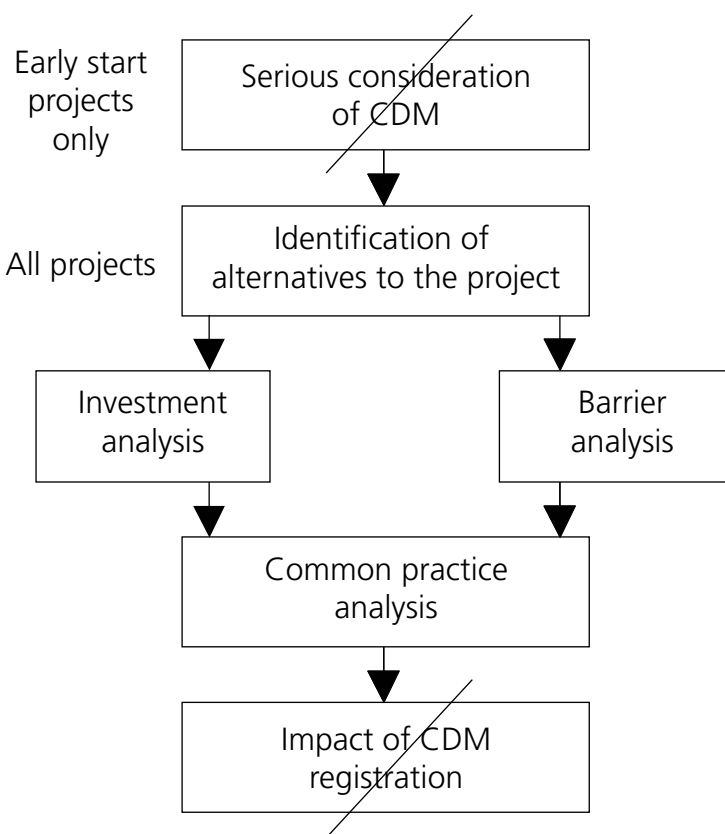 Early start
projects
only
Serious consideration
of CDM
All projects
Identification of
alternatives to the project
Investment
analysis
Barrier
analysis
Common practice
analysis
Impact of CDM
registration